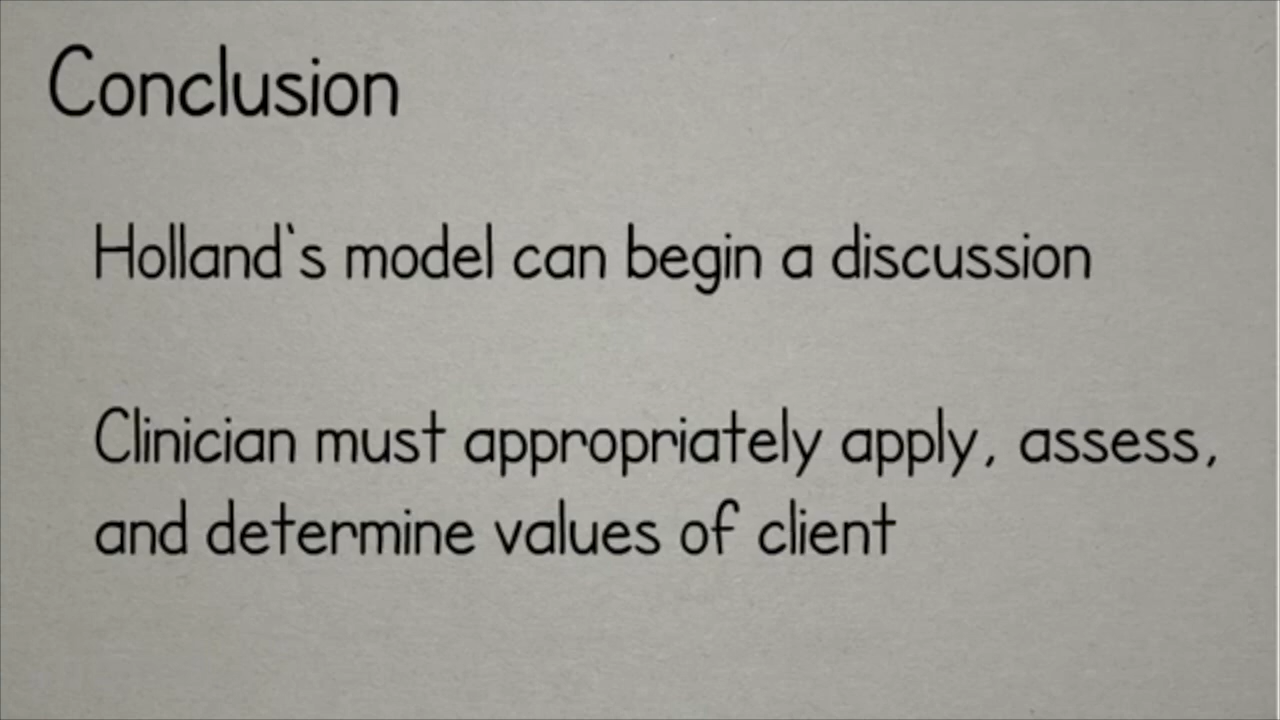 Conclusion
Holland's model can begin a discussion
Clinician must appropriately apply, assess,
and determine values of client